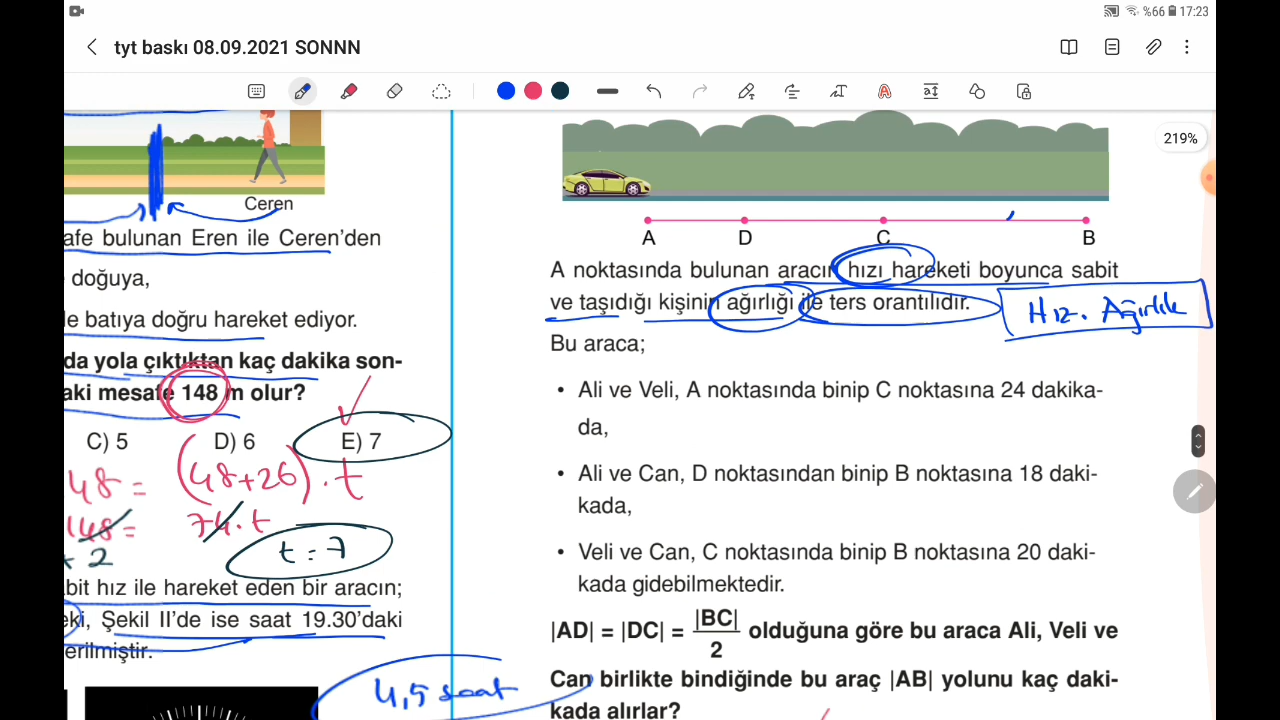 %66 17:23
tyt baskı 08.09.2021 SONNN
219%
Ceren
afe bulunan Eren ile Ceren'den
doğuya,
le batıya doğru hareket ediyor.
da yola çıktıktan kaç dakika son-
aki mesafe 148 m olur?
C) 5 D) 6 E) 7
48 = (48+26).t
148 = 74.t
+ 2 t = 7
bit hız ile hareket eden bir aracın;
eki, Şekil II'de ise saat 19.30'daki
erilmiştir.
4,5 saat
A D C B
A noktasında bulunan aracın hızı hareketi boyunca sabit
ve taşıdığı kişinin ağırlığı ile ters orantılıdır.
Hız. Ağırlık
Bu araca;
• Ali ve Veli, A noktasında binip C noktasına 24 dakika-
da,
• Ali ve Can, D noktasından binip B noktasına 18 daki-
kada,
• Veli ve Can, C noktasında binip B noktasına 20 daki-
kada gidebilmektedir.
|AD| = |DC| = |BC|/2 olduğuna göre bu araca Ali, Veli ve
Can birlikte bindiğinde bu araç |AB| yolunu kaç daki-
kada alırlar?